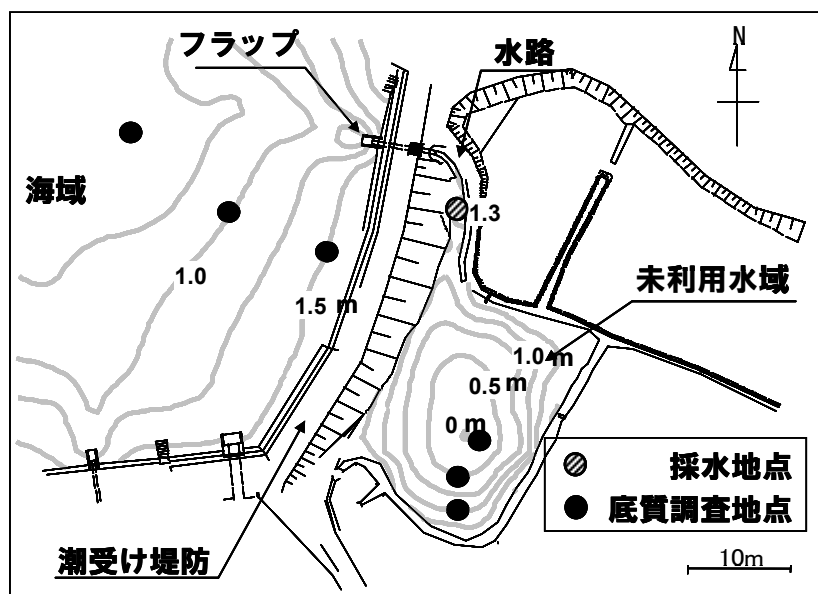 フラップ
水路
N
海域
1.3
1.0
1.5 m
未利用水域
1.0 m
0.5 m
0 m
採水地点
底質調査地点
潮受け堤防
10m